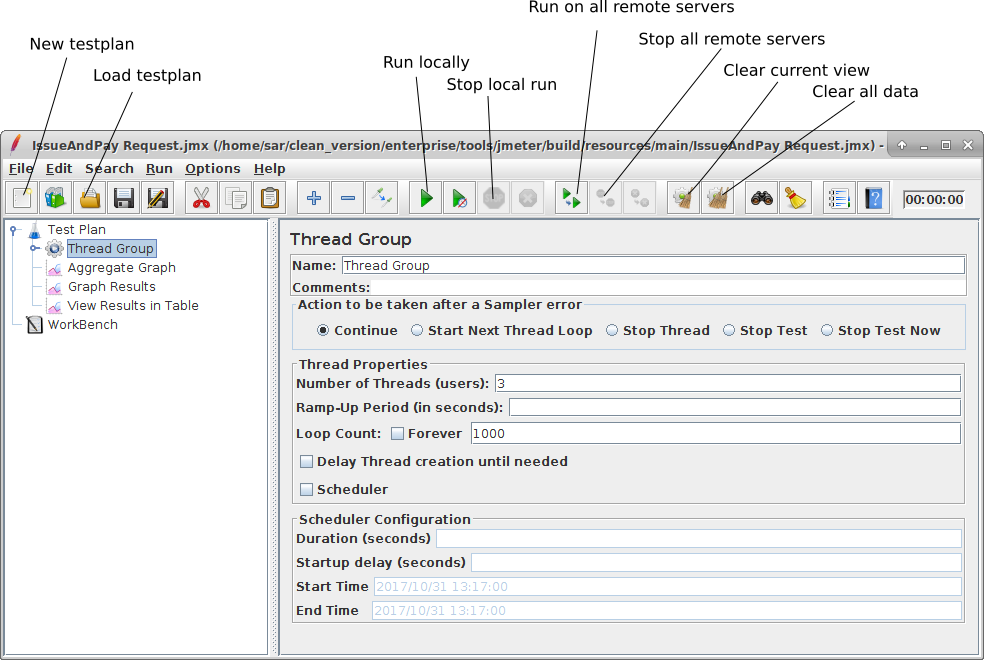 Run on all remote servers
New testplan
Stop all remote servers
Run locally
Clear current view
Load testplan
Stop local run
Clear all data
IssueAndPay Request.jmx (/home/sar/clean_version/enterprise/tools/jmeter/build/resources/main/IssueAndPay Request.jmx) -
File Edit Search Run Options Help
00:00:00
Test Plan
Thread Group
Aggregate Graph
Graph Results
View Results in Table
WorkBench
Thread Group
Name: Thread Group
Comments:
Action to be taken after a Sampler error
Continue Start Next Thread Loop Stop Thread Stop Test Stop Test Now
Thread Properties
Number of Threads (users): 3
Ramp-Up Period (in seconds):
Loop Count: Forever 1000
Delay Thread creation until needed
Scheduler
Scheduler Configuration
Duration (seconds)
Startup delay (seconds)
Start Time 2017/10/31 13:17:00
End Time 2017/10/31 13:17:00